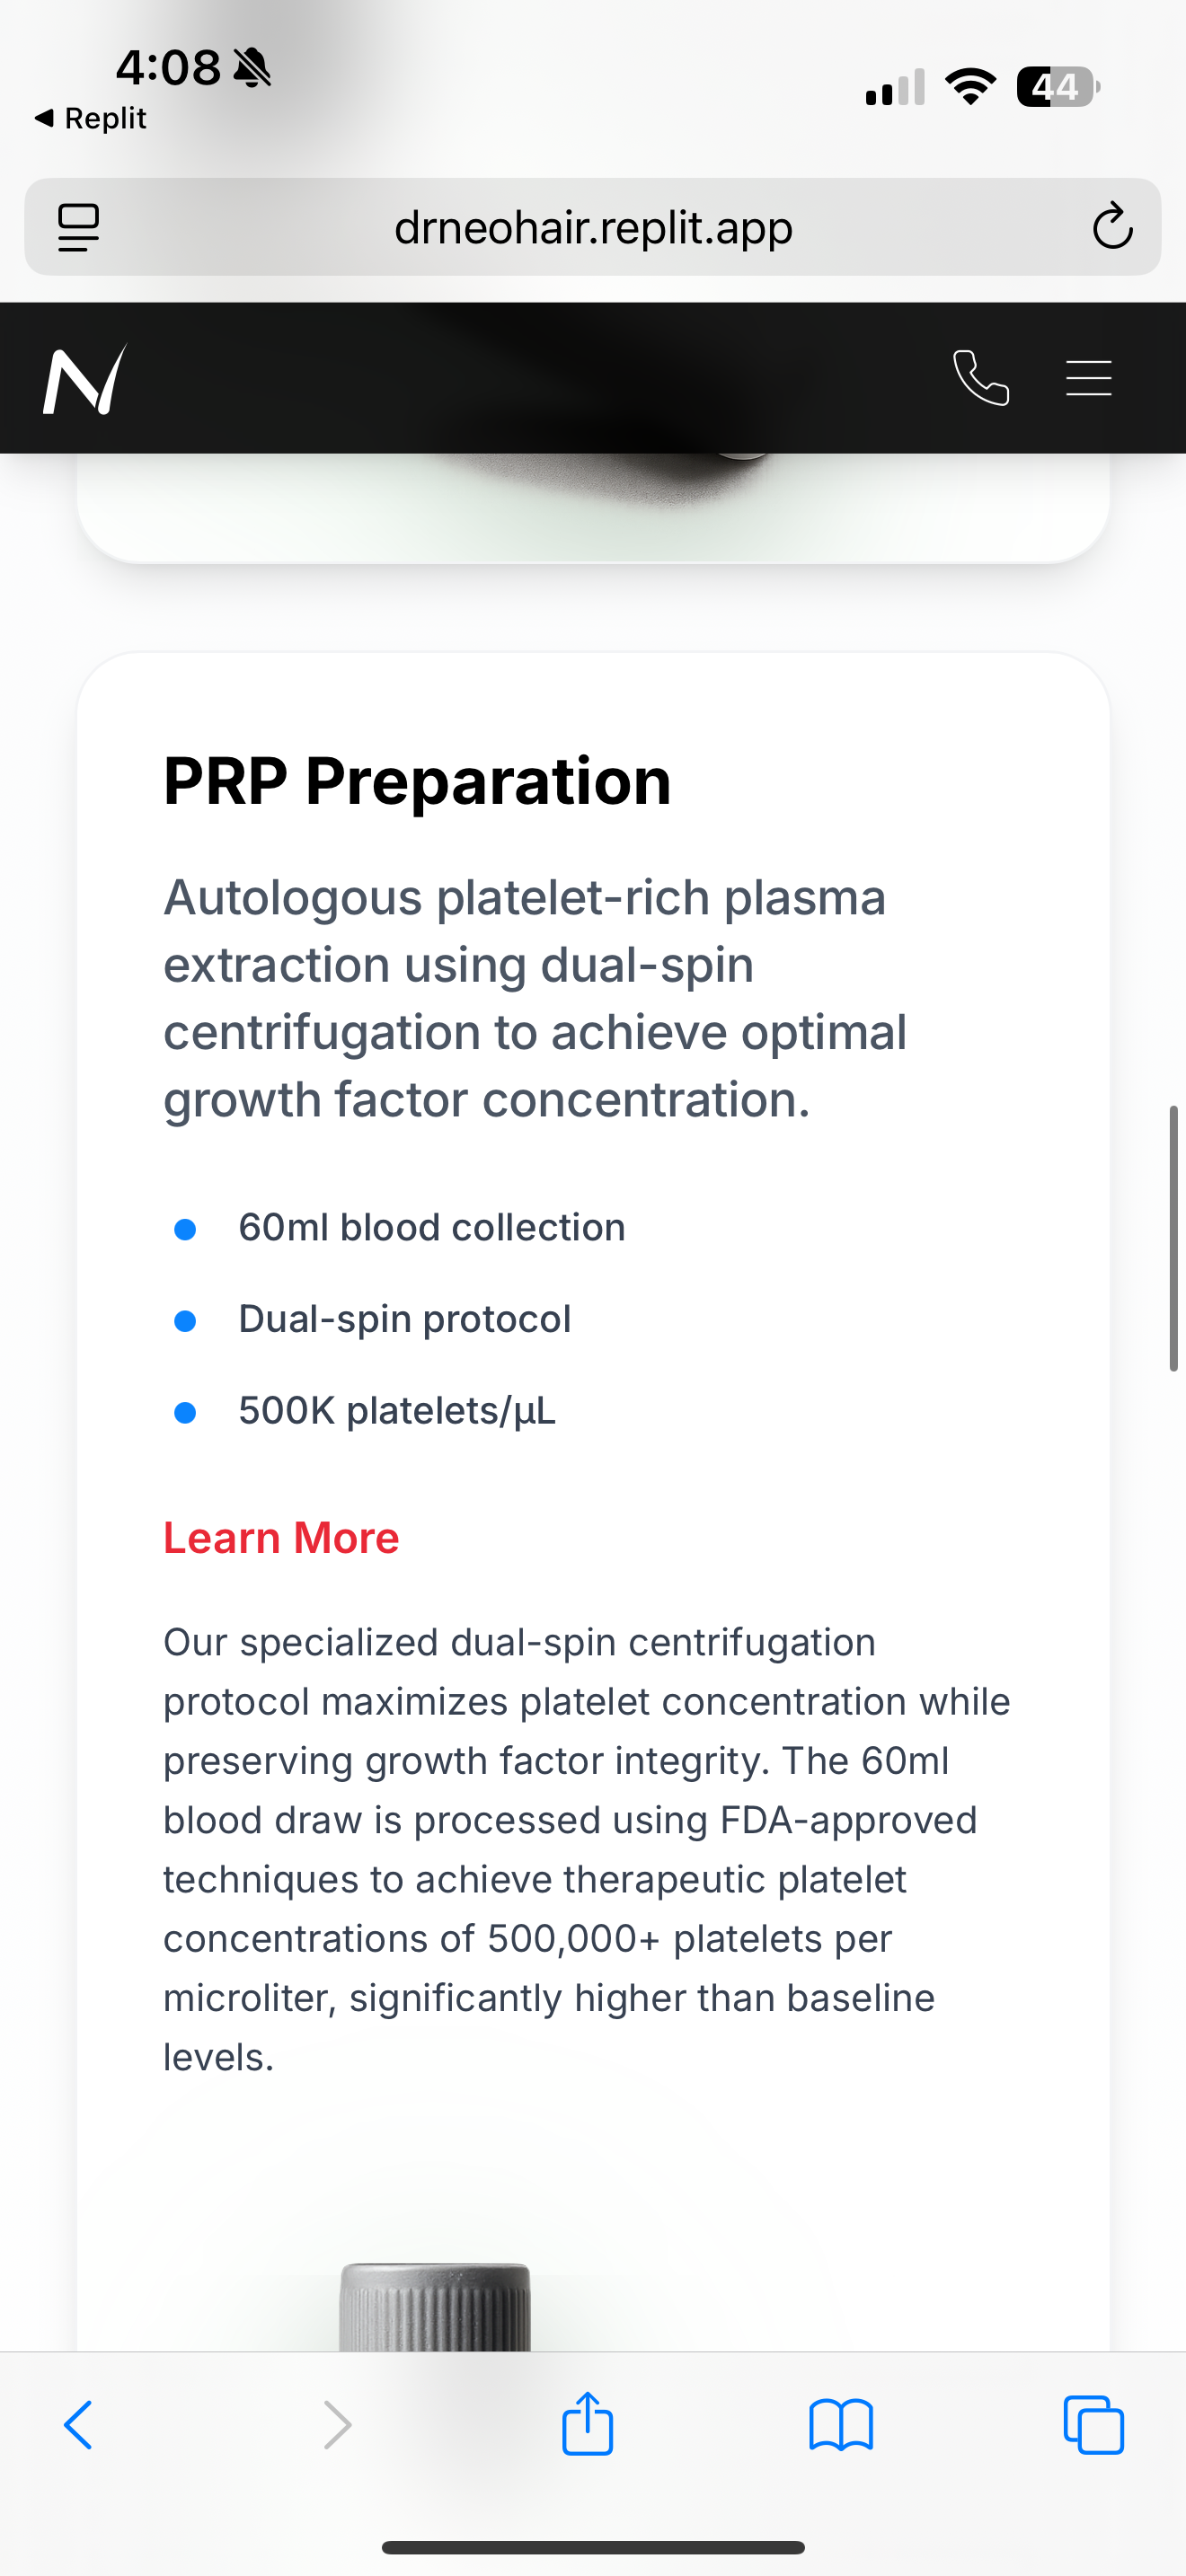 4:08
44
◀ Replit
drneohair.replit.app
N
PRP Preparation
Autologous platelet-rich plasma
extraction using dual-spin
centrifugation to achieve optimal
growth factor concentration.
60ml blood collection
Dual-spin protocol
500K platelets/µL
Learn More
Our specialized dual-spin centrifugation
protocol maximizes platelet concentration while
preserving growth factor integrity. The 60ml
blood draw is processed using FDA-approved
techniques to achieve therapeutic platelet
concentrations of 500,000+ platelets per
microliter, significantly higher than baseline
levels.